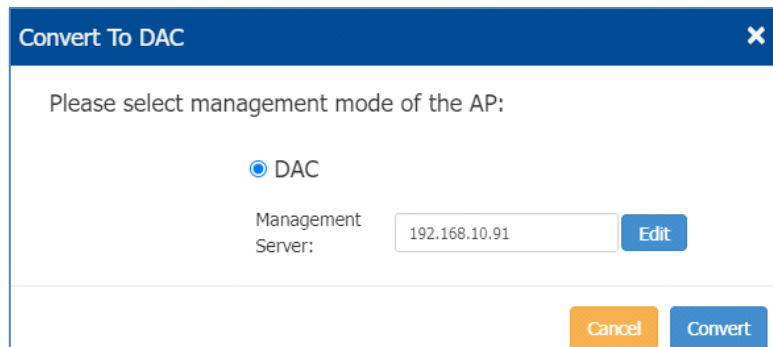 Convert To DAC
Please select management mode of the AP:
DAC
Management
Server:
192.168.10.91
Edit
Cancel
Convert